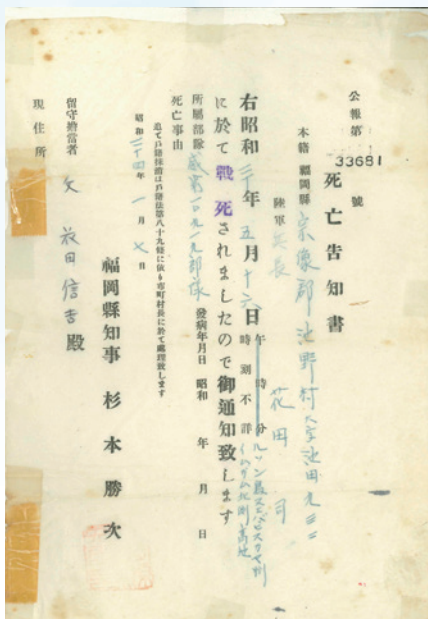 公報第 號
33681
死亡告知書
本籍 福岡縣宗像郡池野村大字池田九三三
陸軍兵長 花田 司
右昭和二十年五月十六日 午 時 分 時刻不詳
に於て戰死されましたので御通知致します
所屬部隊 威第一〇九一九部隊 發病年月日 昭和 年 月 日
死亡事由
追て戸籍抹消は戸籍法第八十九條に依り市町村長に於て處理致します
昭和二十四年一月七日
福岡縣知事 杉本勝次
留守擔當者 父 花田信吉殿
現住所